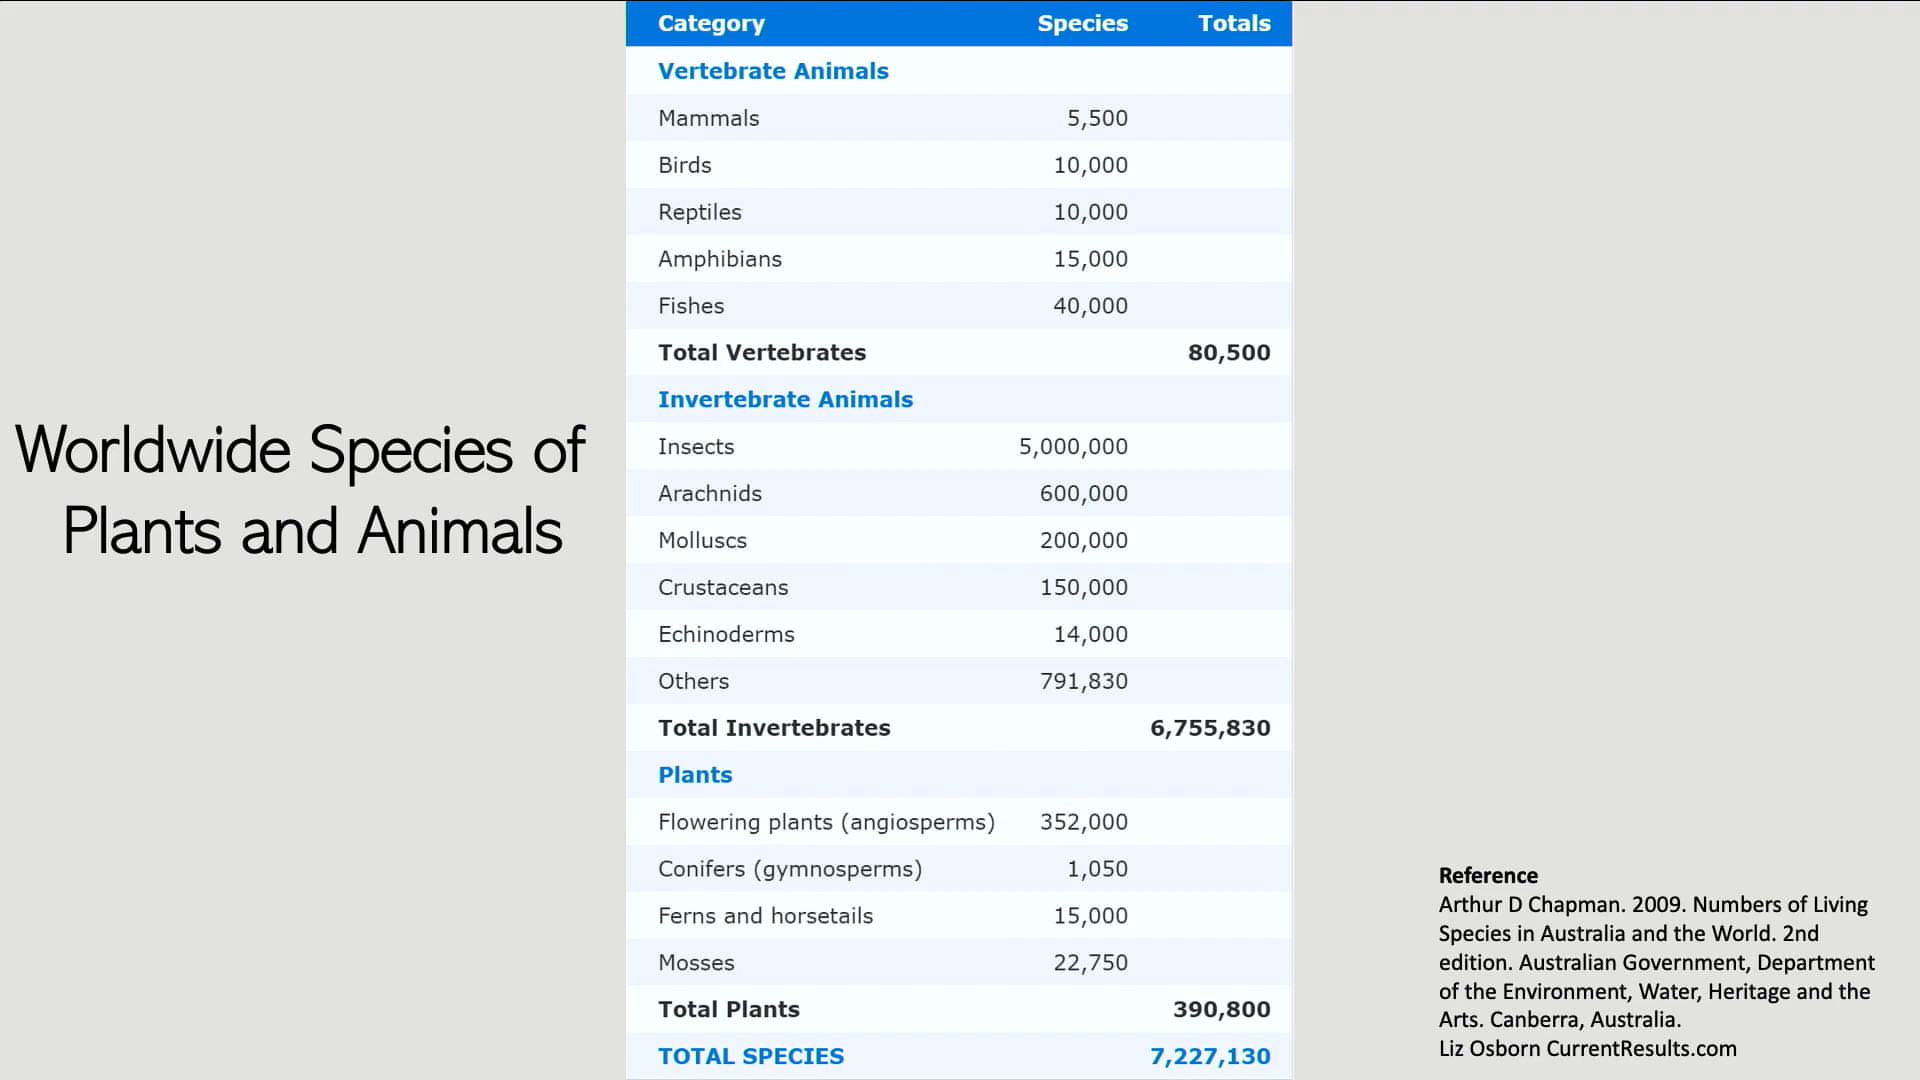 Worldwide Species of
Plants and Animals
Category Species Totals
Vertebrate Animals
Mammals 5,500
Birds 10,000
Reptiles 10,000
Amphibians 15,000
Fishes 40,000
Total Vertebrates 80,500
Invertebrate Animals
Insects 5,000,000
Arachnids 600,000
Molluscs 200,000
Crustaceans 150,000
Echinoderms 14,000
Others 791,830
Total Invertebrates 6,755,830
Plants
Flowering plants (angiosperms) 352,000
Conifers (gymnosperms) 1,050
Ferns and horsetails 15,000
Mosses 22,750
Total Plants 390,800
TOTAL SPECIES 7,227,130
Reference
Arthur D Chapman. 2009. Numbers of Living
Species in Australia and the World. 2nd
edition. Australian Government, Department
of the Environment, Water, Heritage and the
Arts. Canberra, Australia.
Liz Osborn CurrentResults.com